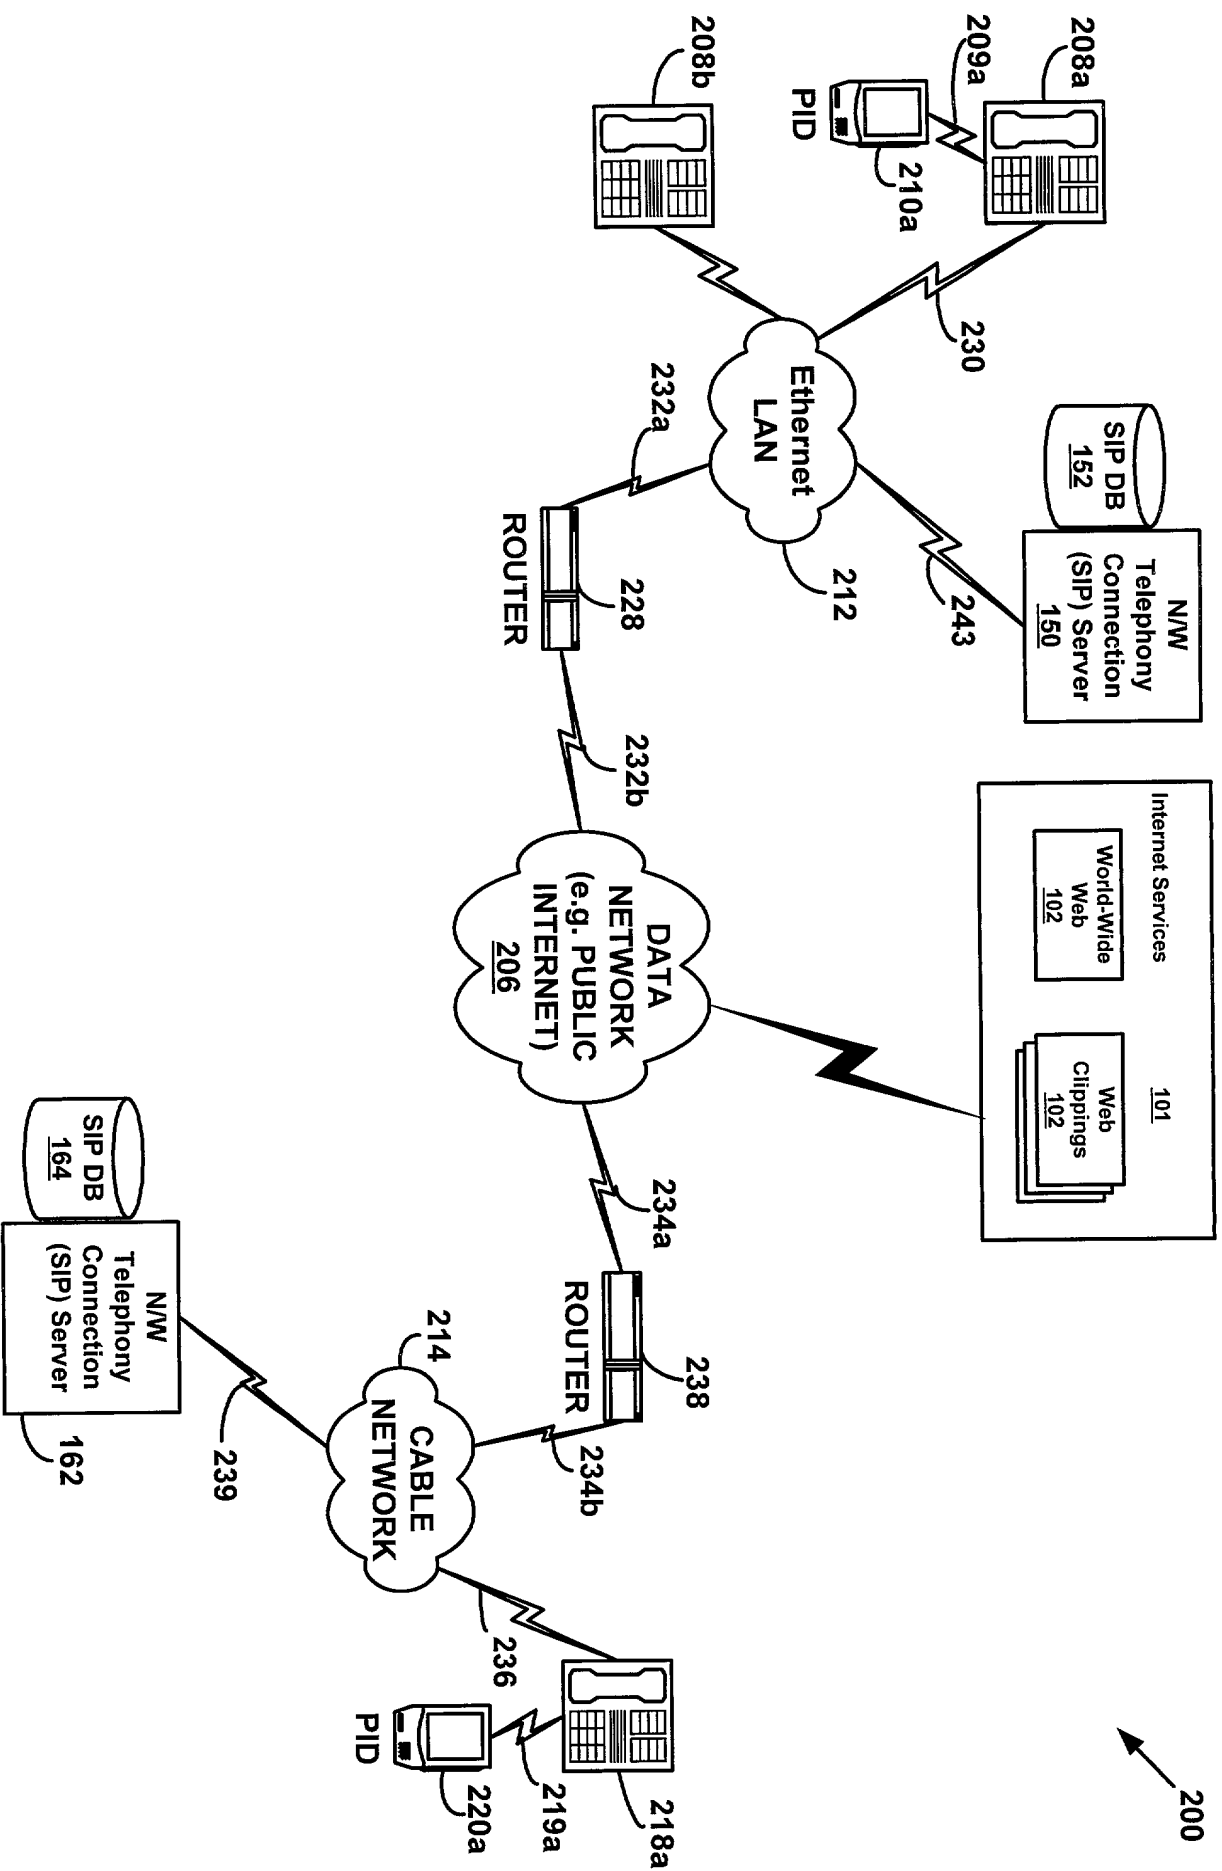 200
Internet Services
101
World-Wide
Web
102
Web
Clippings
102
N/W
Telephony
Connection
(SIP) Server
150
SIP DB
152
243
208a
209a
210a
PID
208b
230
Ethernet
LAN
212
232a
228
ROUTER
232b
DATA
NETWORK
(e.g. PUBLIC
INTERNET)
206
234a
238
ROUTER
234b
214
CABLE
NETWORK
236
218a
219a
220a
PID
239
SIP DB
164
N/W
Telephony
Connection
(SIP) Server
162